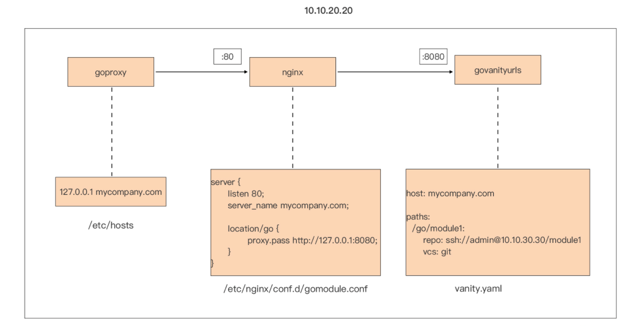 10.10.20.20
:80
:8080
goproxy
nginx
govanityurls
127.0.0.1 mycompany.com
/etc/hosts
server {
listen 80;
server_name mycompany.com;
location/go {
proxy.pass http://127.0.0.1:8080;
}
}
/etc/nginx/conf.d/gomodule.conf
host: mycompany.com
paths:
/go/module1:
repo: ssh://admin@10.10.30.30/module1
vcs: git
vanity.yaml